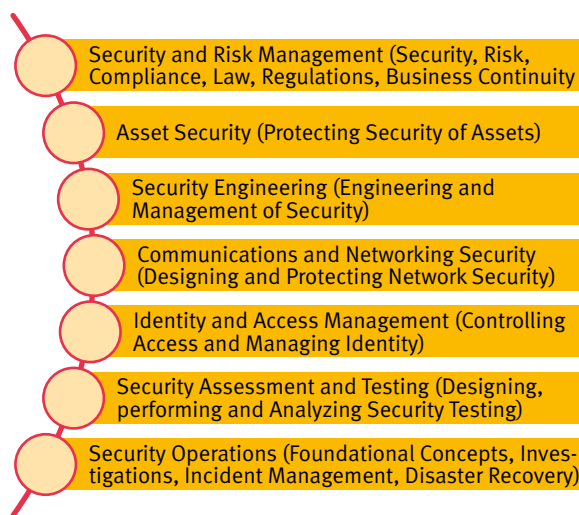 Security and Risk Management (Security, Risk,
Compliance, Law, Regulations, Business Continuity
Asset Security (Protecting Security of Assets)
Security Engineering (Engineering and
Management of Security)
Communications and Networking Security
(Designing and Protecting Network Security)
Identity and Access Management (Controlling
Access and Managing Identity)
Security Assessment and Testing (Designing,
performing and Analyzing Security Testing)
Security Operations (Foundational Concepts, Inves-
tigations, Incident Management, Disaster Recovery)